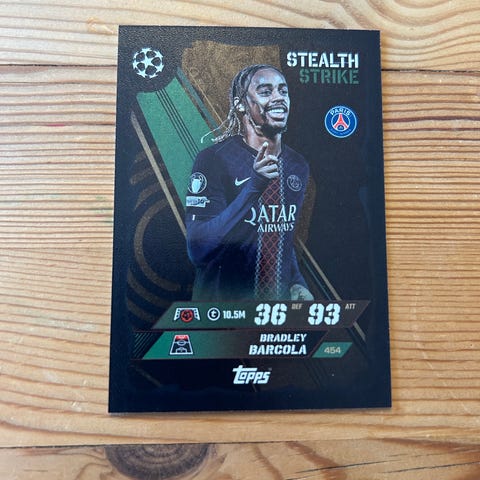 STEALTH
STRIKE
PARIS
QATAR
AIRWAYS
10.5M
36 DEF 93 ATT
BRADLEY
BARCOLA
454
topps